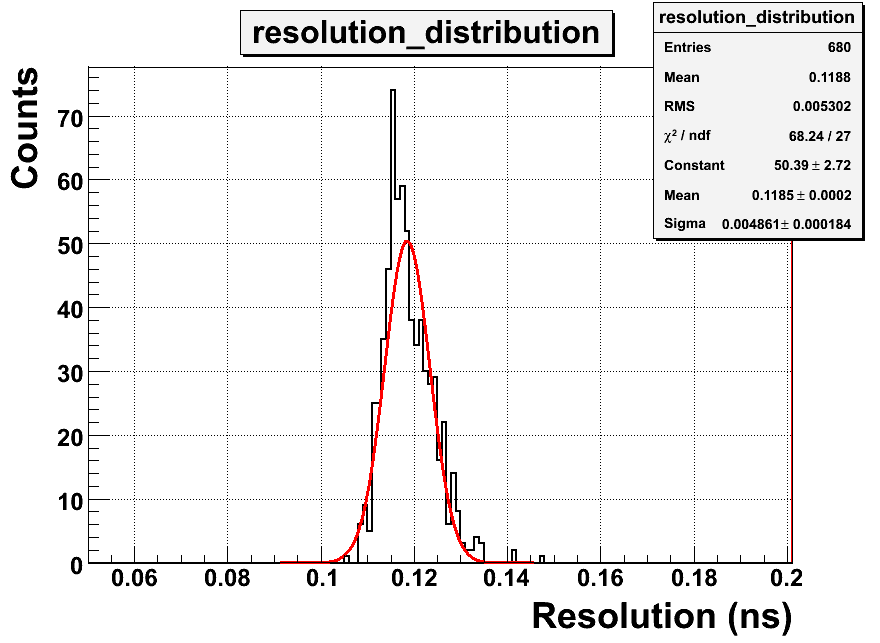 resolution_distribution
resolution_distribution
Entries 680
Mean 0.1188
RMS 0.005302
χ² / ndf 68.24 / 27
Constant 50.39 ± 2.72
Mean 0.1185 ± 0.0002
Sigma 0.004861± 0.000184
Counts
70
60
50
40
30
20
10
0
0.06 0.08 0.1 0.12 0.14 0.16 0.18 0.2
Resolution (ns)